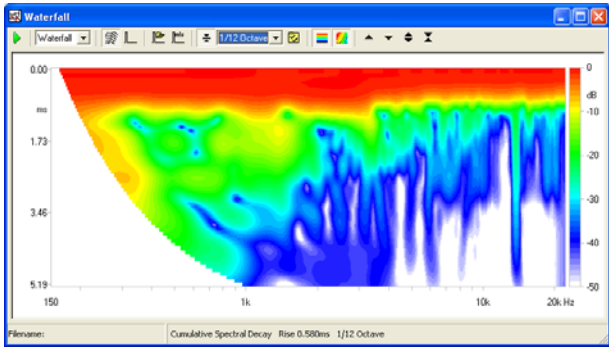 Waterfall
Waterfall 1/12 Octave
0.00
ms
1.73
3.46
5.19
0
dB
-10
-20
-30
-40
-50
150 1k 10k 20k Hz
Filename: Cumulative Spectral Decay Rise 0.580ms 1/12 Octave